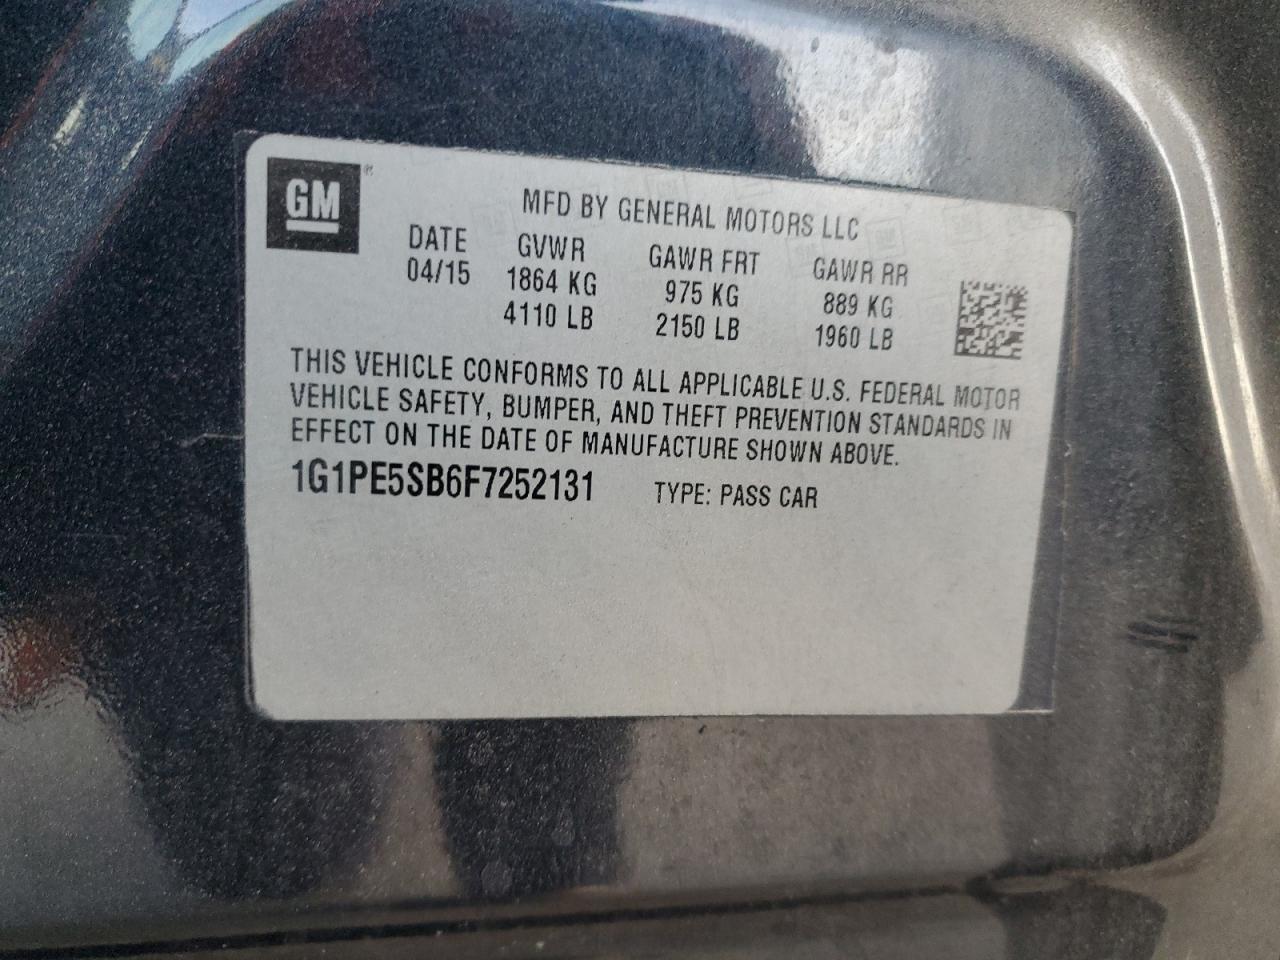 GM ®
MFD BY GENERAL MOTORS LLC
DATE GVWR GAWR FRT GAWR RR
04/15 1864 KG 975 KG 889 KG
4110 LB 2150 LB 1960 LB
THIS VEHICLE CONFORMS TO ALL APPLICABLE U.S. FEDERAL MOTOR
VEHICLE SAFETY, BUMPER, AND THEFT PREVENTION STANDARDS IN
EFFECT ON THE DATE OF MANUFACTURE SHOWN ABOVE.
1G1PE5SB6F7252131 TYPE: PASS CAR